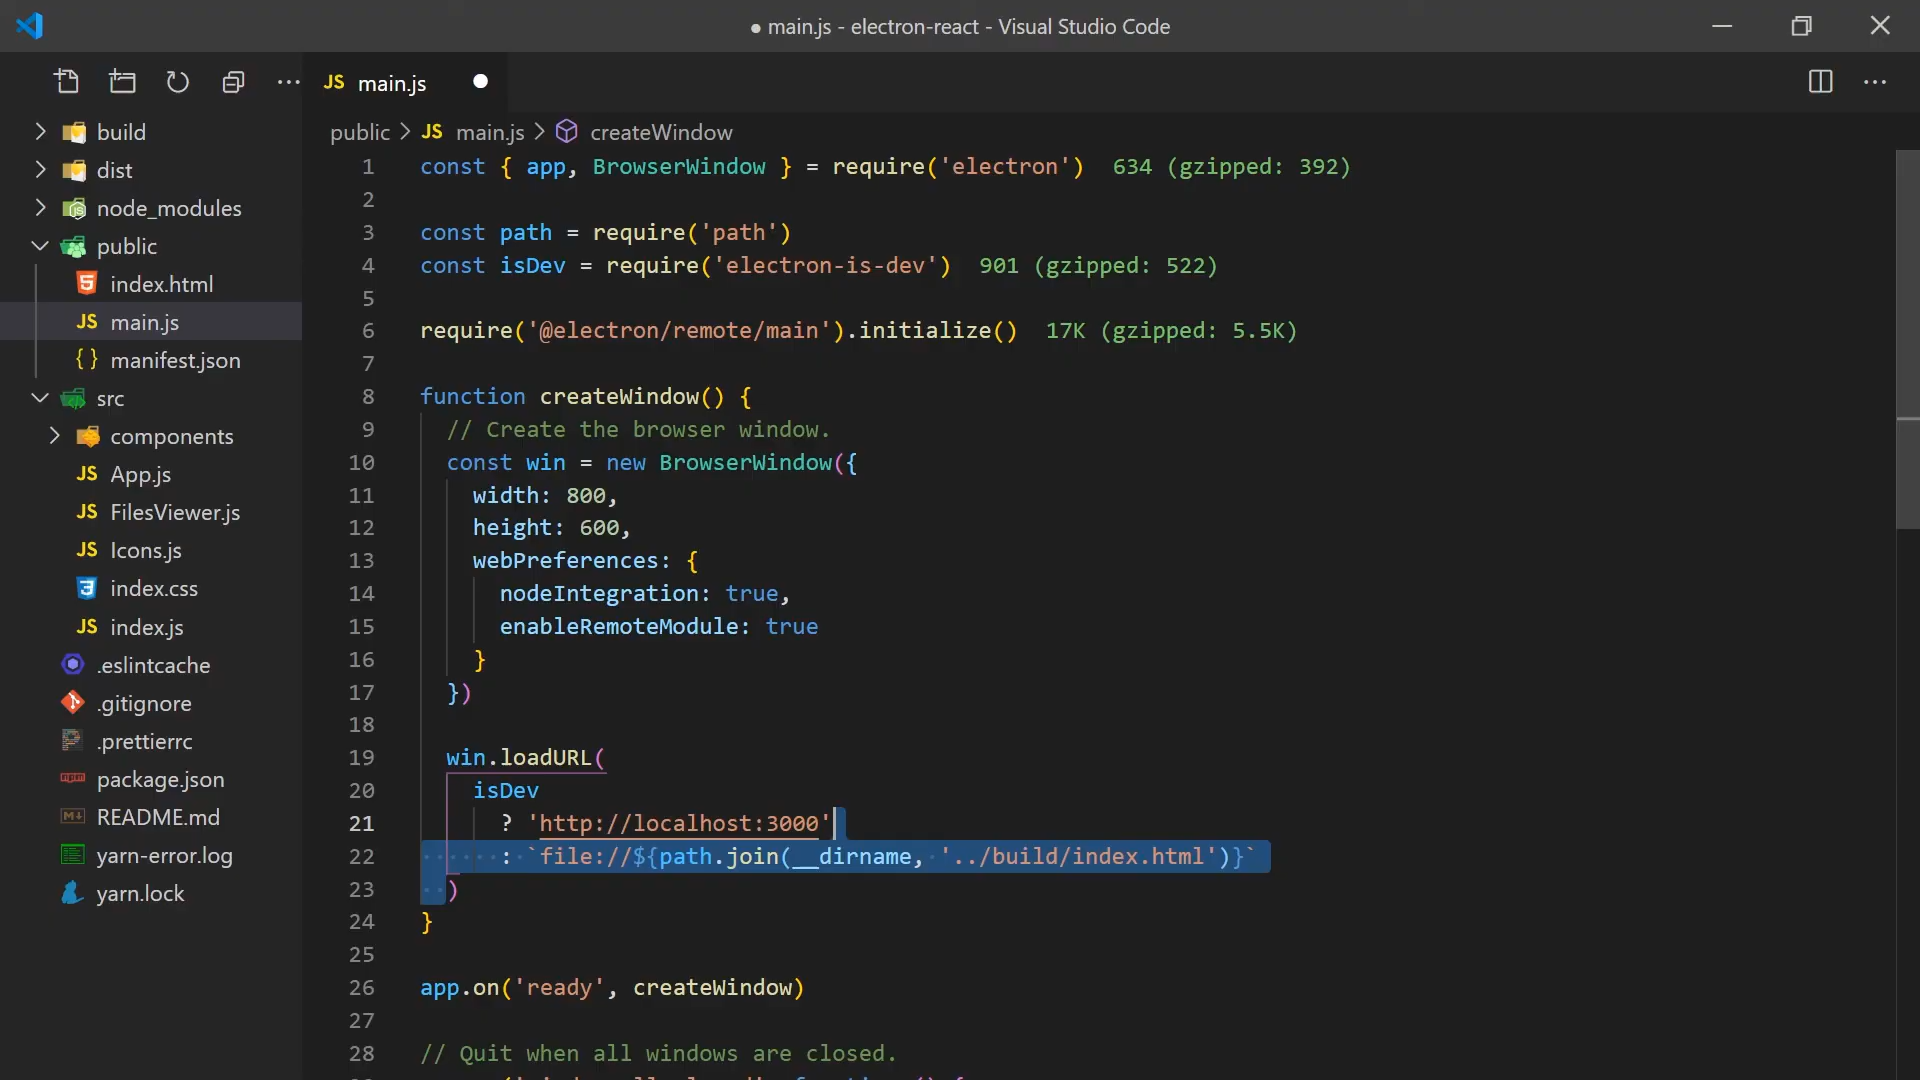 ● main.js - electron-react - Visual Studio Code
JS main.js
public > JS main.js > createWindow
build
dist
node_modules
public
index.html
JS main.js
{ } manifest.json
src
components
JS App.js
JS FilesViewer.js
JS Icons.js
index.css
JS index.js
.eslintcache
.gitignore
.prettierrc
package.json
README.md
yarn-error.log
yarn.lock
1 const { app, BrowserWindow } = require('electron') 634 (gzipped: 392)
2
3 const path = require('path')
4 const isDev = require('electron-is-dev') 901 (gzipped: 522)
5
6 require('@electron/remote/main').initialize() 17K (gzipped: 5.5K)
7
8 function createWindow() {
9 // Create the browser window.
10 const win = new BrowserWindow({
11 width: 800,
12 height: 600,
13 webPreferences: {
14 nodeIntegration: true,
15 enableRemoteModule: true
16 }
17 })
18
19 win.loadURL(
20 isDev
21 ? 'http://localhost:3000'
22 : `file://${path.join(__dirname, '../build/index.html')}`
23 )
24 }
25
26 app.on('ready', createWindow)
27
28 // Quit when all windows are closed.